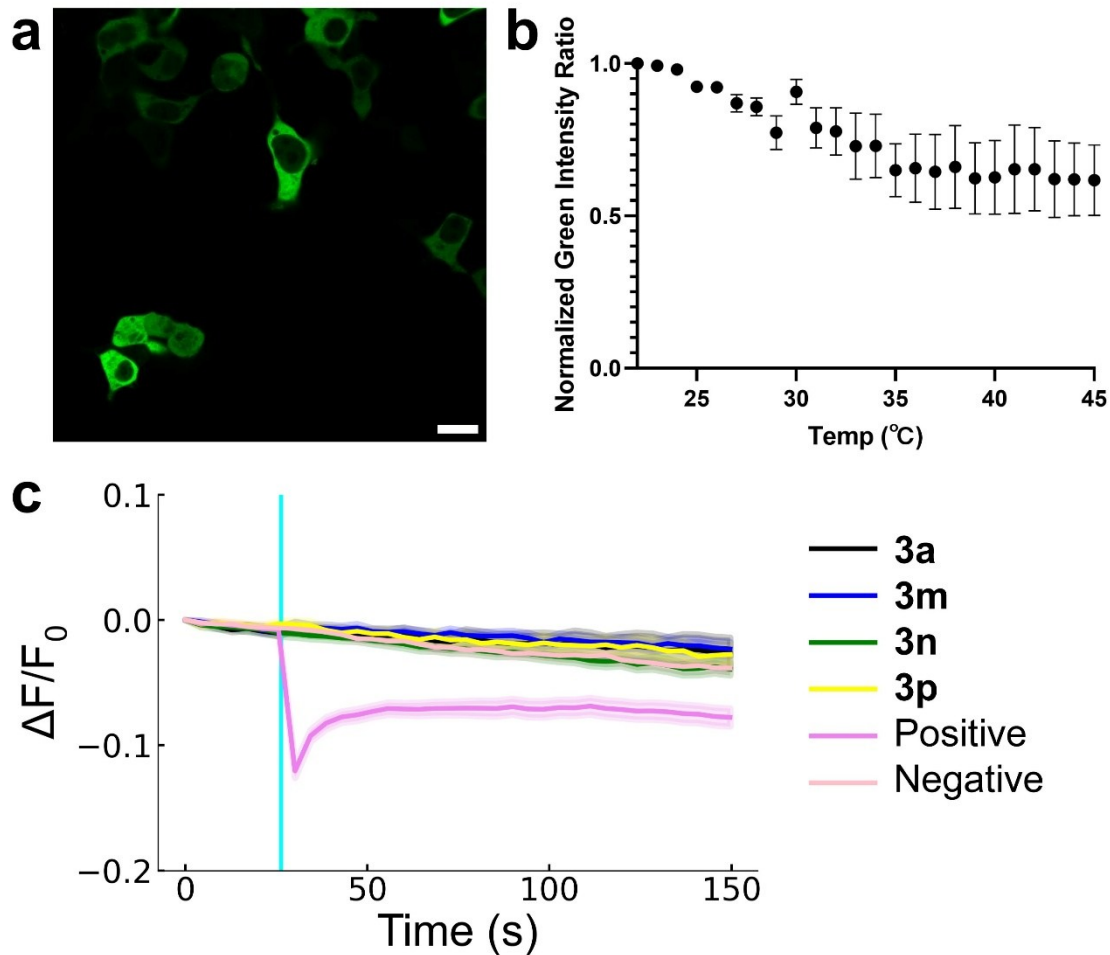 a
b
Normalized Green Intensity Ratio
1.0
0.5
0.0
25 30 35 40 45
Temp (℃)
c
ΔF/F0
0.1
0.0
−0.1
−0.2
0 50 100 150
Time (s)
3a
3m
3n
3p
Positive
Negative